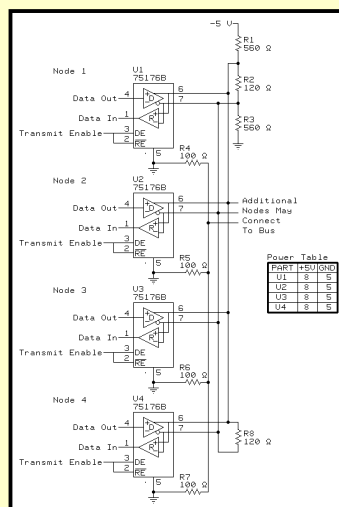 -5 V
R1
560 Ω
R2
120 Ω
R3
560 Ω
Node 1
U1
75176B
Data Out
4
D
6
7
Data In
1
R
Transmit Enable
3
DE
2
RE
5
R4
100 Ω
Node 2
U2
75176B
Data Out
4
D
6
7
Data In
1
R
Transmit Enable
3
DE
2
RE
5
R5
100 Ω
Additional
Nodes May
Connect
To Bus
Power Table
PART +5V GND
U1 8 5
U2 8 5
U3 8 5
U4 8 5
Node 3
U3
75176B
Data Out
4
D
6
7
Data In
1
R
Transmit Enable
3
DE
2
RE
5
R6
100 Ω
Node 4
U4
75176B
Data Out
4
D
6
7
Data In
1
R
Transmit Enable
3
DE
2
RE
5
R7
100 Ω
R8
120 Ω